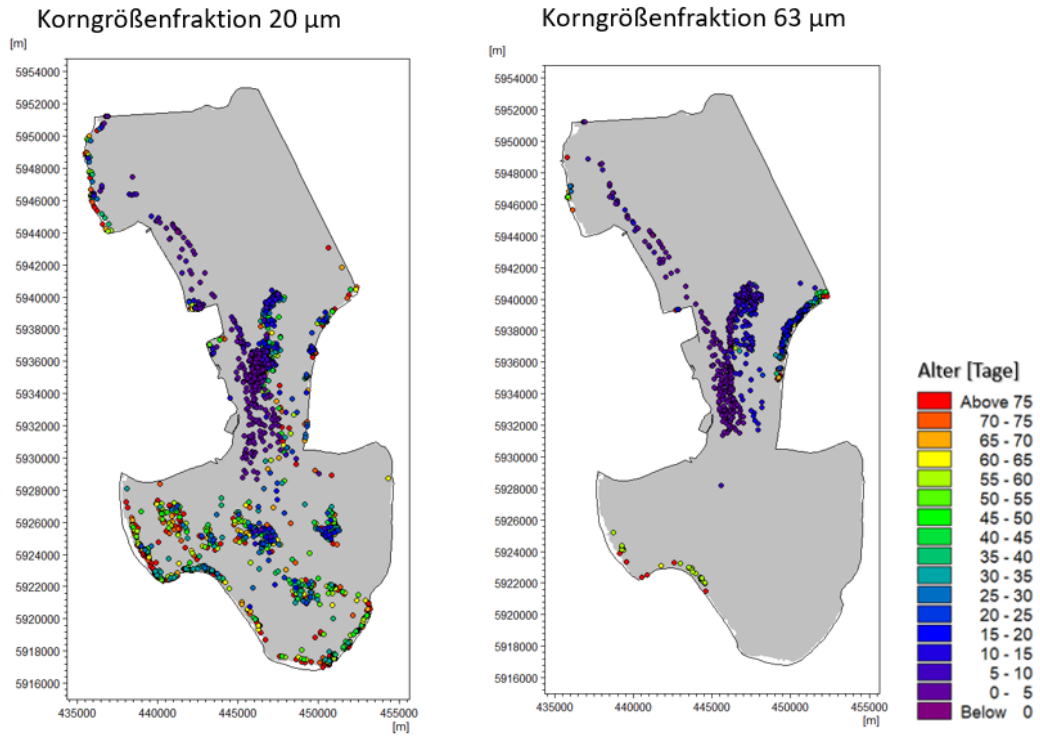 Korngrößenfraktion 20 µm
[m]
5954000
5952000
5950000
5948000
5946000
5944000
5942000
5940000
5938000
5936000
5934000
5932000
5930000
5928000
5926000
5924000
5922000
5920000
5918000
5916000
435000 440000 445000 450000 455000
[m]
Korngrößenfraktion 63 µm
[m]
5954000
5952000
5950000
5948000
5946000
5944000
5942000
5940000
5938000
5936000
5934000
5932000
5930000
5928000
5926000
5924000
5922000
5920000
5918000
5916000
435000 440000 445000 450000 455000
[m]
Alter [Tage]
Above 75
70 - 75
65 - 70
60 - 65
55 - 60
50 - 55
45 - 50
40 - 45
35 - 40
30 - 35
25 - 30
20 - 25
15 - 20
10 - 15
5 - 10
0 - 5
Below 0